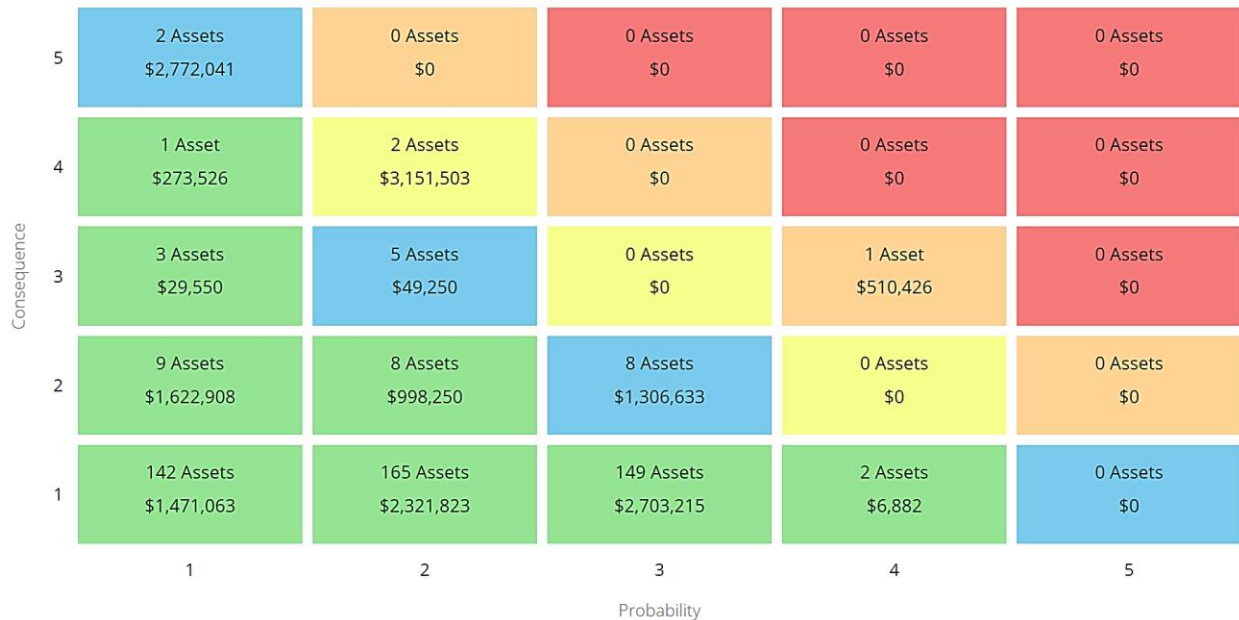 5
2 Assets
$2,772,041
0 Assets
$0
0 Assets
$0
0 Assets
$0
0 Assets
$0
4
1 Asset
$273,526
2 Assets
$3,151,503
0 Assets
$0
0 Assets
$0
0 Assets
$0
Consequence
3
3 Assets
$29,550
5 Assets
$49,250
0 Assets
$0
1 Asset
$510,426
0 Assets
$0
2
9 Assets
$1,622,908
8 Assets
$998,250
8 Assets
$1,306,633
0 Assets
$0
0 Assets
$0
1
142 Assets
$1,471,063
165 Assets
$2,321,823
149 Assets
$2,703,215
2 Assets
$6,882
0 Assets
$0
1 2 3 4 5
Probability